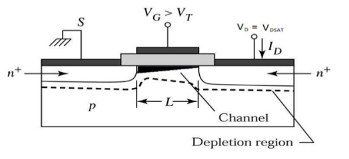 S
V_G > V_T
V_D = V_DSAT
I_D
n⁺
n⁺
p
L
Channel
Depletion region